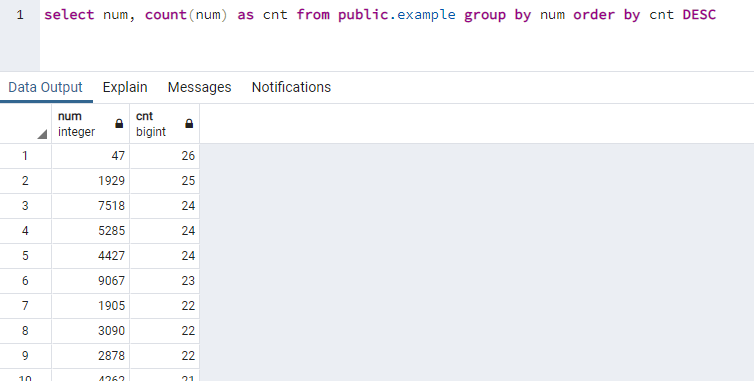 1 select num, count(num) as cnt from public.example group by num order by cnt DESC
Data Output Explain Messages Notifications
num cnt
integer bigint
1 47 26
2 1929 25
3 7518 24
4 5285 24
5 4427 24
6 9067 23
7 1905 22
8 3090 22
9 2878 22
10 4262 21